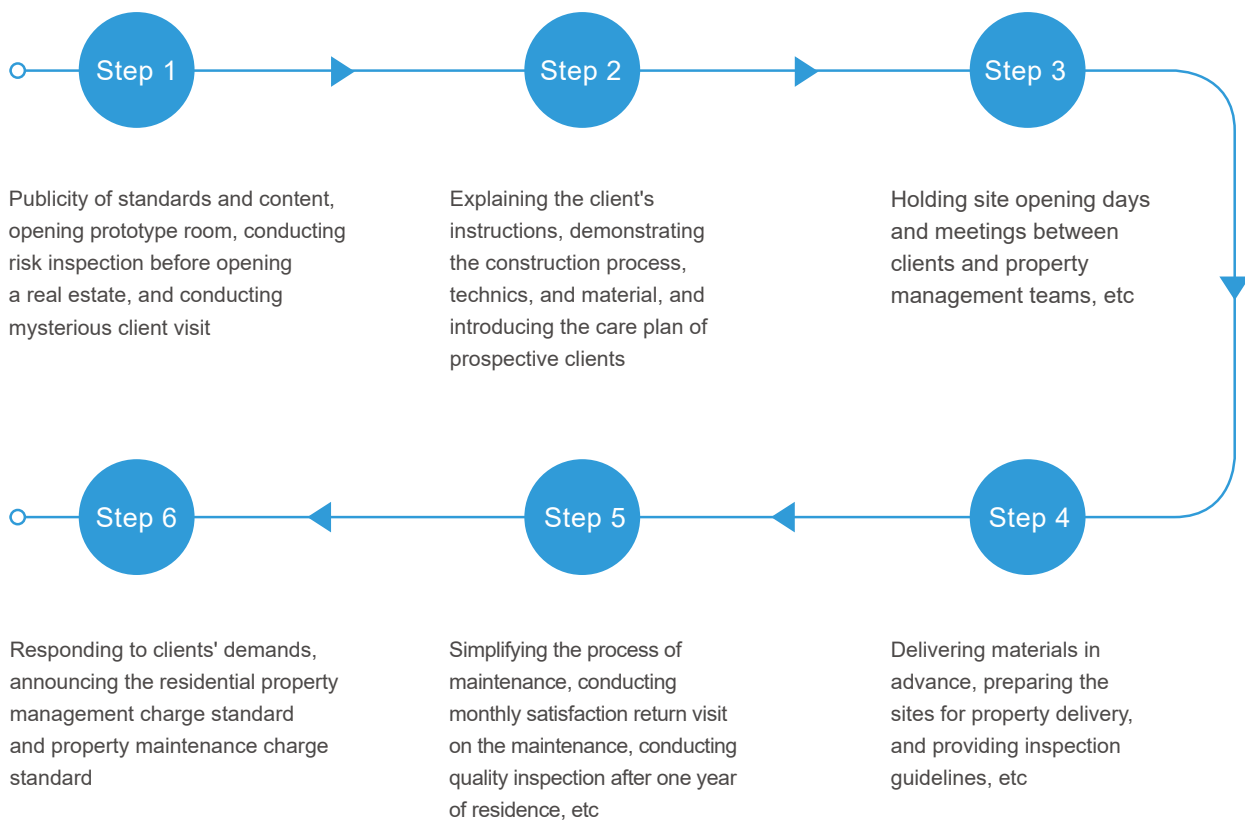 Step 1
Step 2
Step 3
Publicity of standards and content,
opening prototype room, conducting
risk inspection before opening
a real estate, and conducting
mysterious client visit
Explaining the client's
instructions, demonstrating
the construction process,
technics, and material, and
introducing the care plan of
prospective clients
Holding site opening days
and meetings between
clients and property
management teams, etc
Step 6
Step 5
Step 4
Responding to clients' demands,
announcing the residential property
management charge standard
and property maintenance charge
standard
Simplifying the process of
maintenance, conducting
monthly satisfaction return visit
on the maintenance, conducting
quality inspection after one year
of residence, etc
Delivering materials in
advance, preparing the
sites for property delivery,
and providing inspection
guidelines, etc